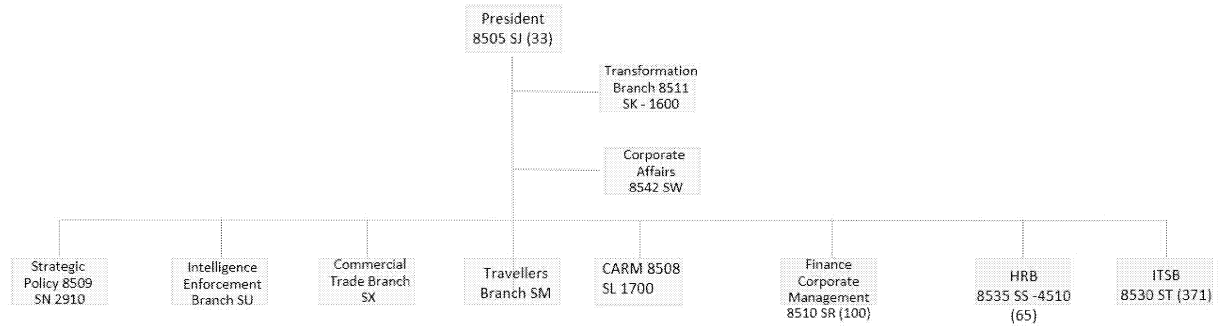 President
8505 SJ (33)
Transformation
Branch 8511
SK - 1600
Corporate
Affairs
8542 SW
Strategic
Policy 8509
SN 2910
Intelligence
Enforcement
Branch SU
Commercial
Trade Branch
SX
Travellers
Branch SM
CARM 8508
SL 1700
Finance
Corporate
Management
8510 SR (100)
HRB
8535 SS -4510
(65)
ITSB
8530 ST (371)